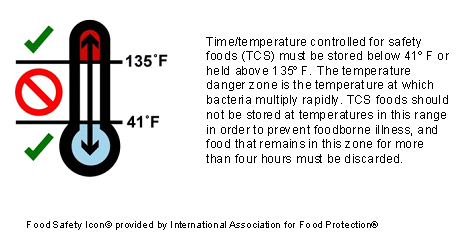 135°F
41°F
Time/temperature controlled for safety
foods (TCS) must be stored below 41° F or
held above 135° F. The temperature
danger zone is the temperature at which
bacteria multiply rapidly. TCS foods should
not be stored at temperatures in this range
in order to prevent foodborne illness, and
food that remains in this zone for more
than four hours must be discarded.
Food Safety Icon© provided by International Association for Food Protection®